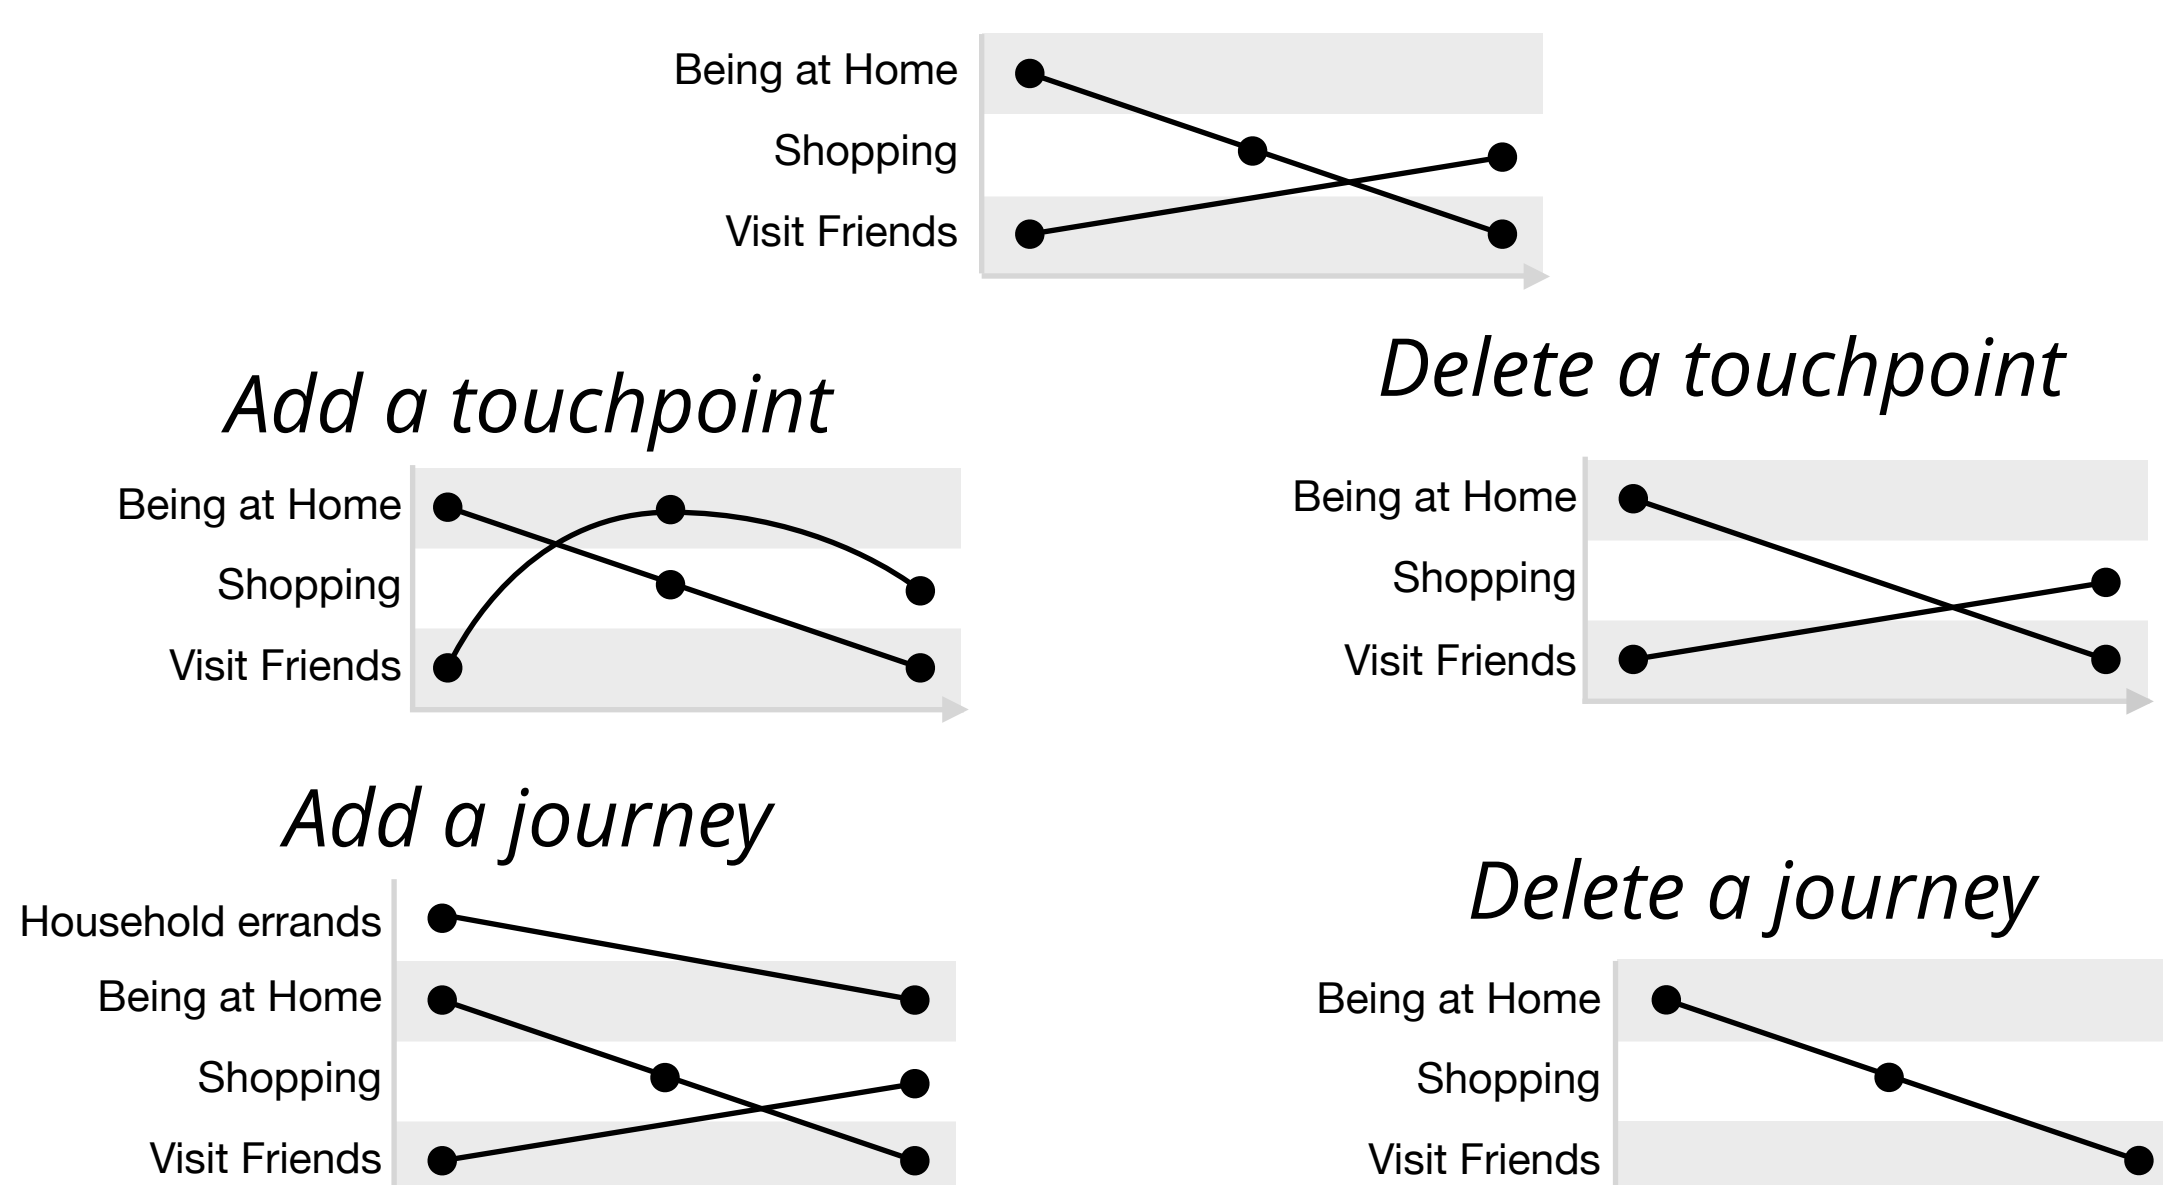 Being at Home
Shopping
Visit Friends
Add a touchpoint
Being at Home
Shopping
Visit Friends
Delete a touchpoint
Being at Home
Shopping
Visit Friends
Add a journey
Household errands
Being at Home
Shopping
Visit Friends
Delete a journey
Being at Home
Shopping
Visit Friends